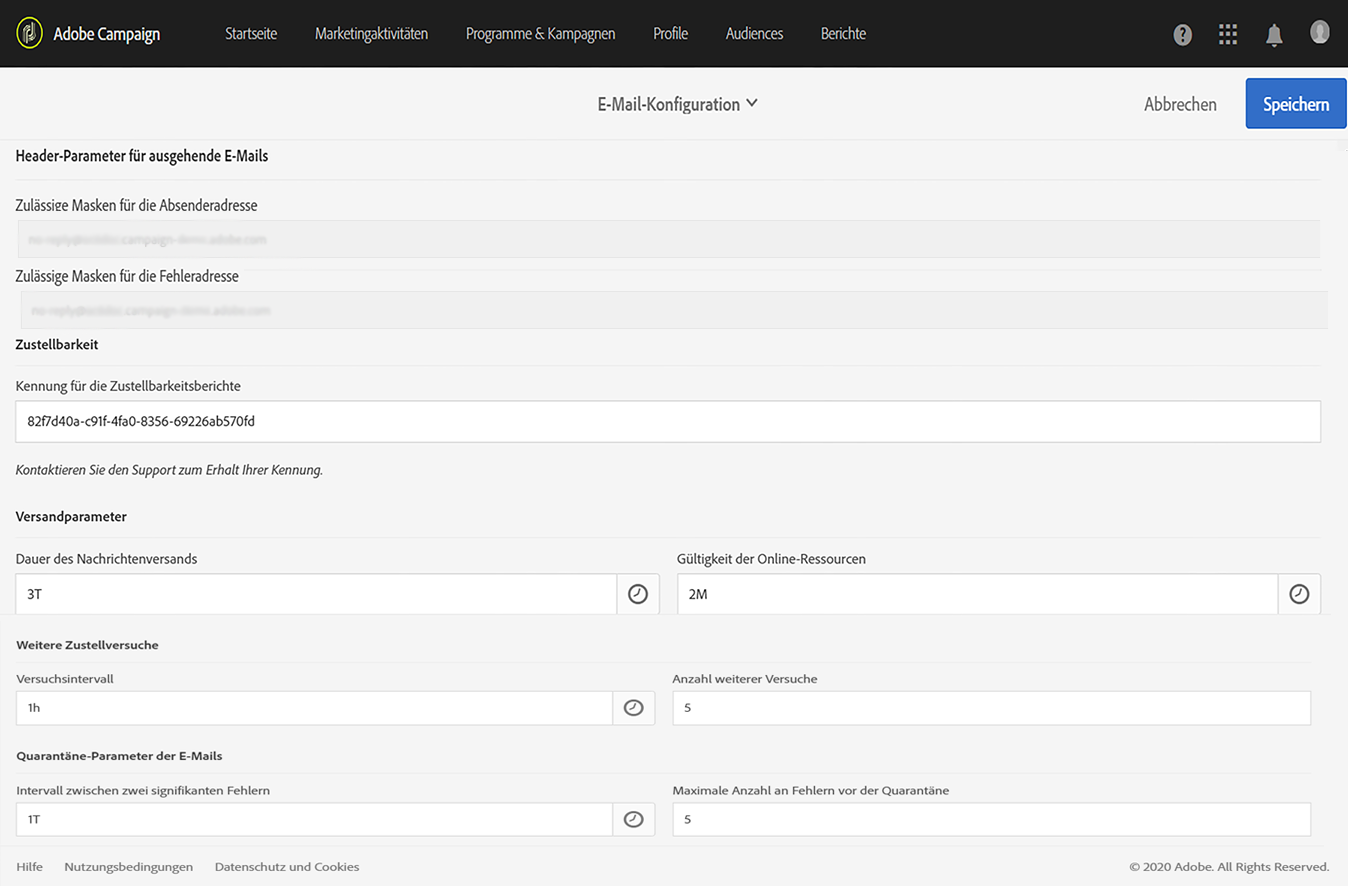 Adobe Campaign Startseite Marketingaktivitäten Programme & Kampagnen Profile Audiences Berichte
E-Mail-Konfiguration Abbrechen Speichern
Header-Parameter für ausgehende E-Mails
Zulässige Masken für die Absenderadresse
Zulässige Masken für die Fehleradresse
Zustellbarkeit
Kennung für die Zustellbarkeitsberichte
82f7d40a-c91f-4fa0-8356-69226ab570fd
Kontaktieren Sie den Support zum Erhalt Ihrer Kennung.
Versandparameter
Dauer des Nachrichtenversands Gültigkeit der Online-Ressourcen
3T 2M
Weitere Zustellversuche
Versuchsintervall Anzahl weiterer Versuche
1h 5
Quarantäne-Parameter der E-Mails
Intervall zwischen zwei signifikanten Fehlern Maximale Anzahl an Fehlern vor der Quarantäne
1T 5
Hilfe Nutzungsbedingungen Datenschutz und Cookies © 2020 Adobe. All Rights Reserved.